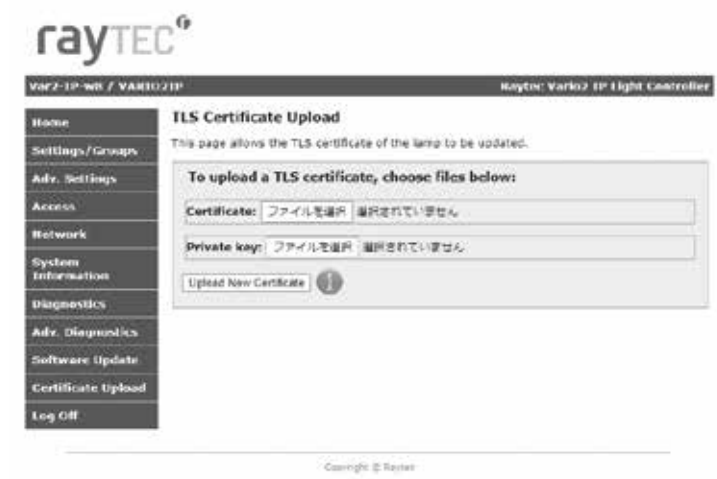 rayTEC
Var2-IP-w8 / VARIO2IP
Raytec Vario2 IP Light Controller
Home
Settings/Groups
Adv. Settings
Access
Network
System
Information
Diagnostics
Adv. Diagnostics
Software Update
Certificate Upload
Log Off
TLS Certificate Upload
This page allows the TLS certificate of the lamp to be updated.
To upload a TLS certificate, choose files below:
Certificate: ファイルを選択 選択されていません
Private key: ファイルを選択 選択されていません
Upload New Certificate
Copyright © Raytec